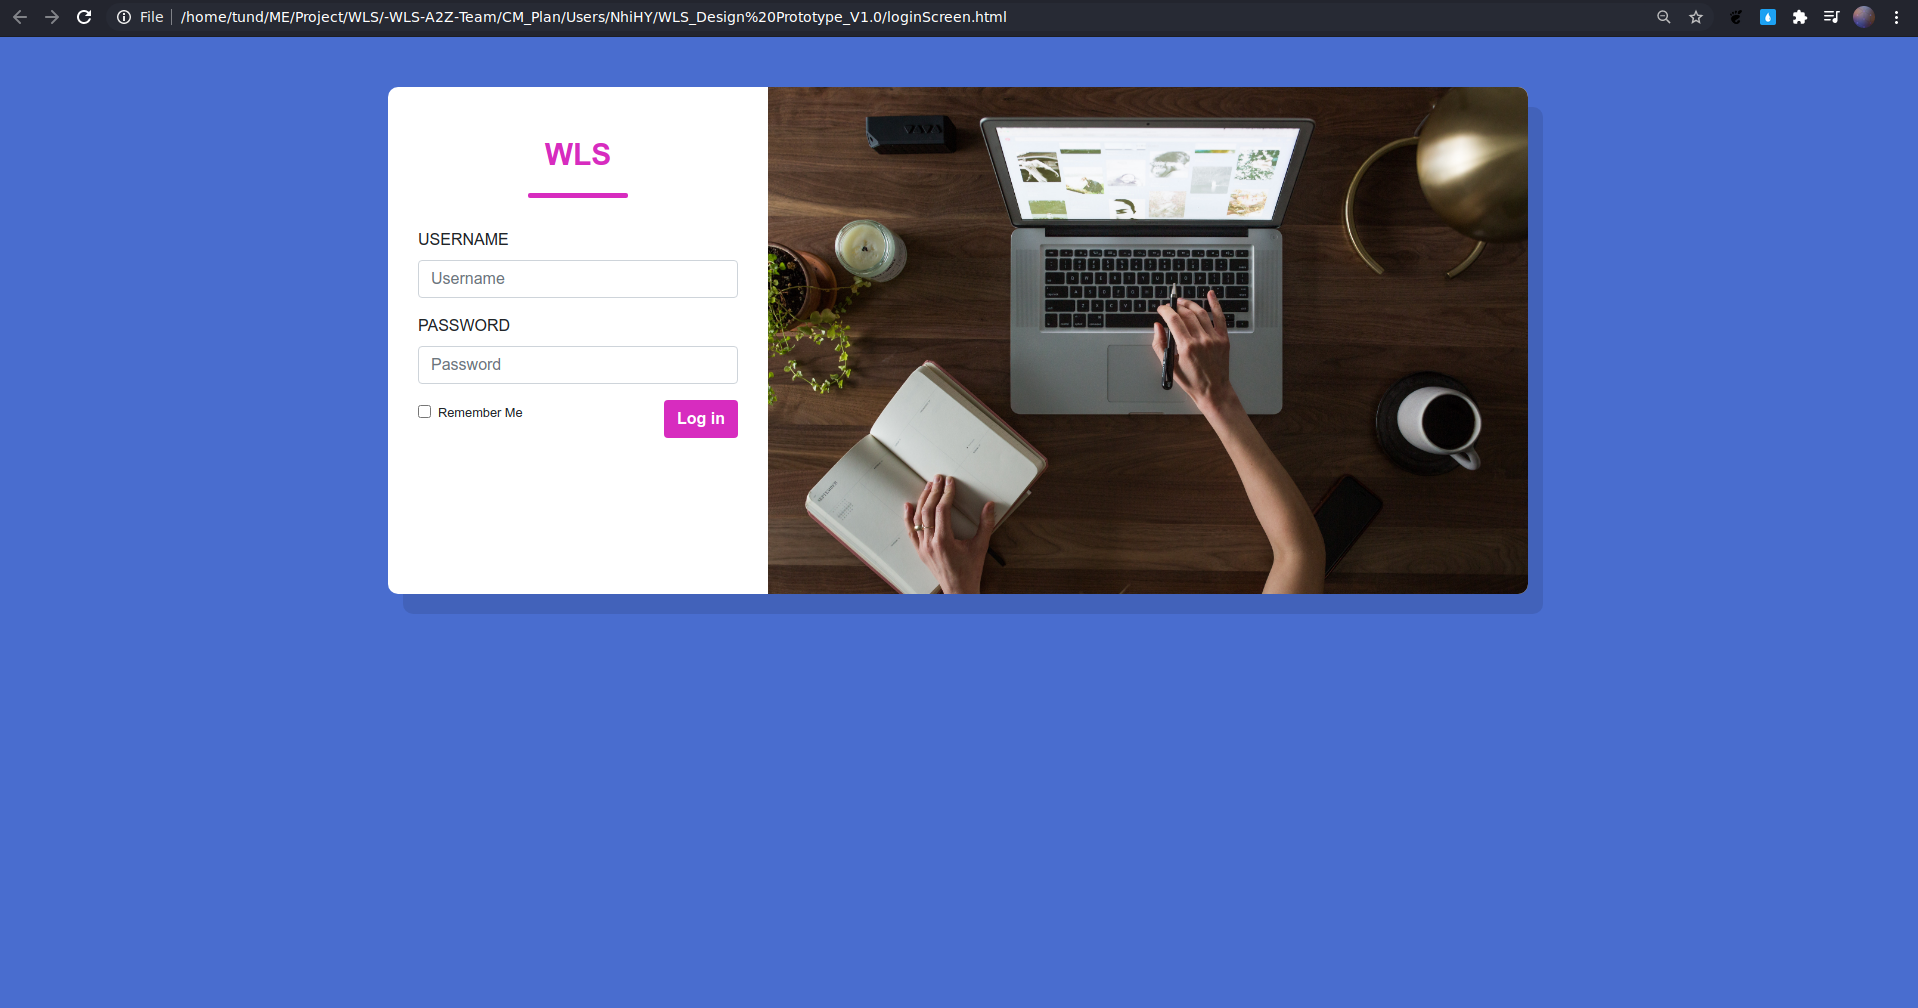 File /home/tund/ME/Project/WLS/-WLS-A2Z-Team/CM_Plan/Users/NhiHY/WLS_Design%20Prototype_V1.0/loginScreen.html
WLS
USERNAME
Username
PASSWORD
Password
Remember Me
Log in